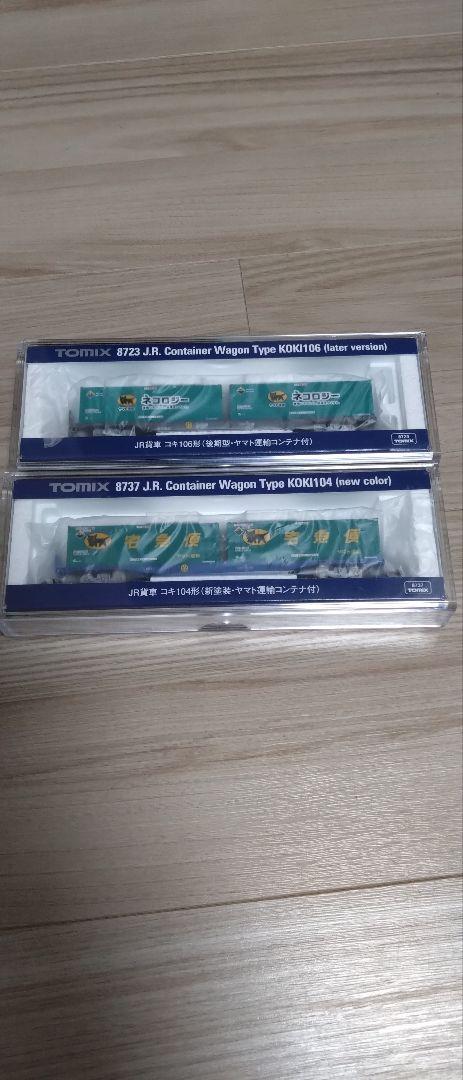 TOMIX 8723 J.R. Container Wagon Type KOKI106 (later version)
ネコロジー
ネコロジー
JR貨車 コキ106形(後期型・ヤマト運輸コンテナ付)
8723
TOMIX
TOMIX 8737 J.R. Container Wagon Type KOKI104 (new color)
宅急便
宅急便
JR貨車 コキ104形(新塗装・ヤマト運輸コンテナ付)
8737
TOMIX